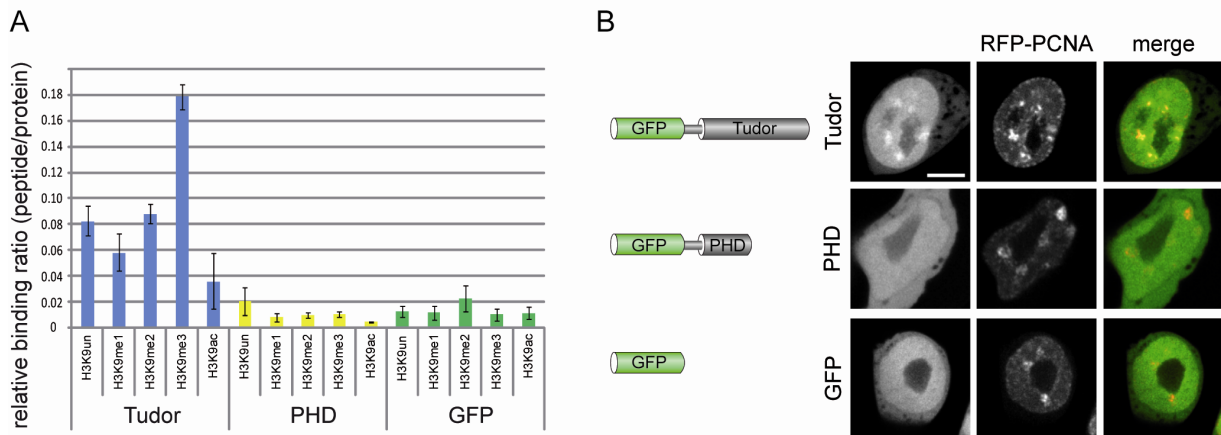 A
relative binding ratio (peptide/protein)
0.18
0.16
0.14
0.12
0.10
0.08
0.06
0.04
0.02
0
H3K9un
H3K9me1
H3K9me2
H3K9me3
H3K9ac
H3K9un
H3K9me1
H3K9me2
H3K9me3
H3K9ac
H3K9un
H3K9me1
H3K9me2
H3K9me3
H3K9ac
Tudor PHD GFP
B
RFP-PCNA merge
GFP Tudor
Tudor
GFP PHD
PHD
GFP
GFP